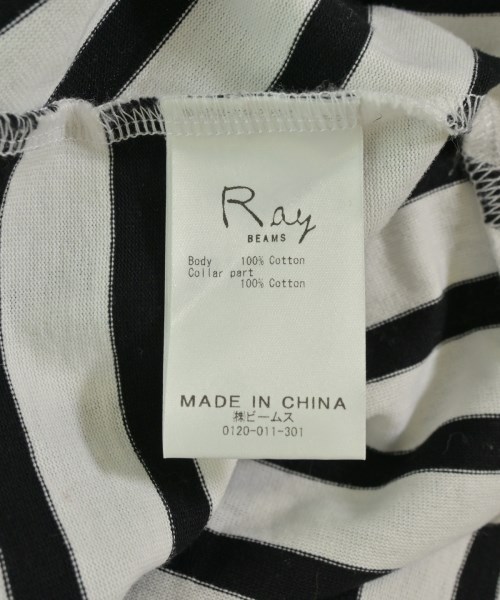 Ray
BEAMS
Body 100% Cotton
Collar part
100% Cotton
MADE IN CHINA
㈱ビームス
0120-011-301